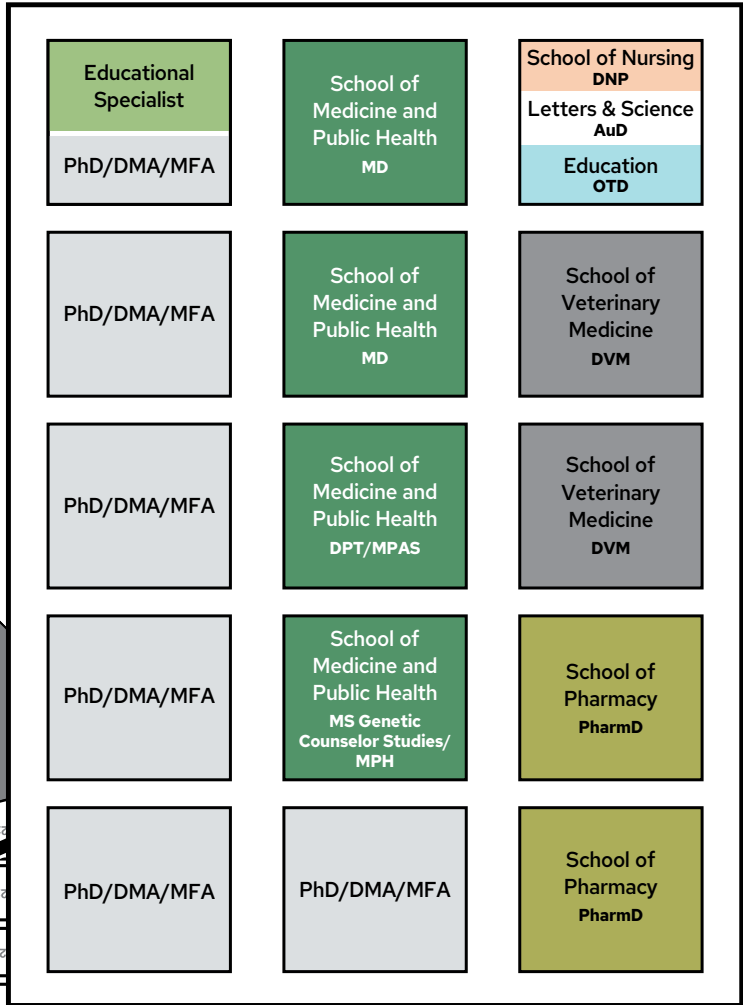 Educational
Specialist
PhD/DMA/MFA
School of
Medicine and
Public Health
MD
School of Nursing
DNP
Letters & Science
AuD
Education
OTD
PhD/DMA/MFA
School of
Medicine and
Public Health
MD
School of
Veterinary
Medicine
DVM
PhD/DMA/MFA
School of
Medicine and
Public Health
DPT/MPAS
School of
Veterinary
Medicine
DVM
PhD/DMA/MFA
School of
Medicine and
Public Health
MS Genetic
Counselor Studies/
MPH
School of
Pharmacy
PharmD
PhD/DMA/MFA
PhD/DMA/MFA
School of
Pharmacy
PharmD